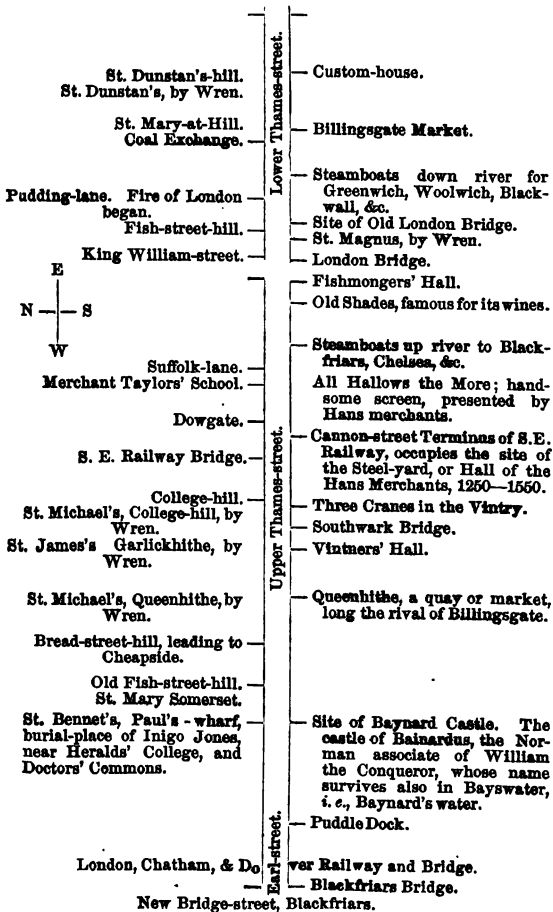 Lower Thames-street.
St. Dunstan's-hill.
St. Dunstan's, by Wren.
Custom-house.
St. Mary-at-Hill.
Coal Exchange.
Billingsgate Market.
Steamboats down river for
Greenwich, Woolwich, Black-
wall, &c.
Pudding-lane. Fire of London
began.
Fish-street-hill.
Site of Old London Bridge.
St. Magnus, by Wren.
King William-street.
London Bridge.
E
N
S
W
Fishmongers' Hall.
Old Shades, famous for its wines.
Upper Thames-street.
Steamboats up river to Black-
friars, Chelsea, &c.
Suffolk-lane.
Merchant Taylors' School.
All Hallows the More; hand-
some screen, presented by
Hans merchants.
Dowgate.
S. E. Railway Bridge.
Cannon-street Terminus of S.E.
Railway, occupies the site of
the Steel-yard, or Hall of the
Hans Merchants, 1250—1550.
College-hill.
St. Michael's, College-hill, by
Wren.
Three Cranes in the Vintry.
Southwark Bridge.
St. James's Garlickhithe, by
Wren.
Vintners' Hall.
St. Michael's, Queenhithe, by
Wren.
Queenhithe, a quay or market,
long the rival of Billingsgate.
Bread-street-hill, leading to
Cheapside.
Old Fish-street-hill.
St. Mary Somerset.
St. Bennet's, Paul's-wharf,
burial-place of Inigo Jones,
near Heralds' College, and
Doctors' Commons.
Site of Baynard Castle. The
castle of Bainardus, the Nor-
man associate of William
the Conqueror, whose name
survives also in Bayswater,
i. e., Baynard's water.
Puddle Dock.
Earl-street.
London, Chatham, & Dover Railway and Bridge.
Blackfriars Bridge.
New Bridge-street, Blackfriars.